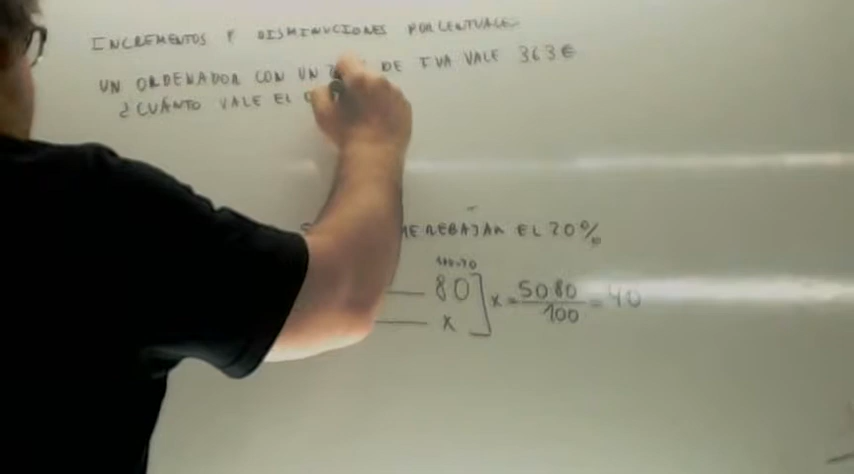 INCREMENTOS Y DISMINUCIONES PORCENTUALES
UN ORDENADOR CON UN DE IVA VALE 363€
¿CUÁNTO VALE EL
REBAJAN EL 20%
80
x
x = 50 80 / 100 = 40